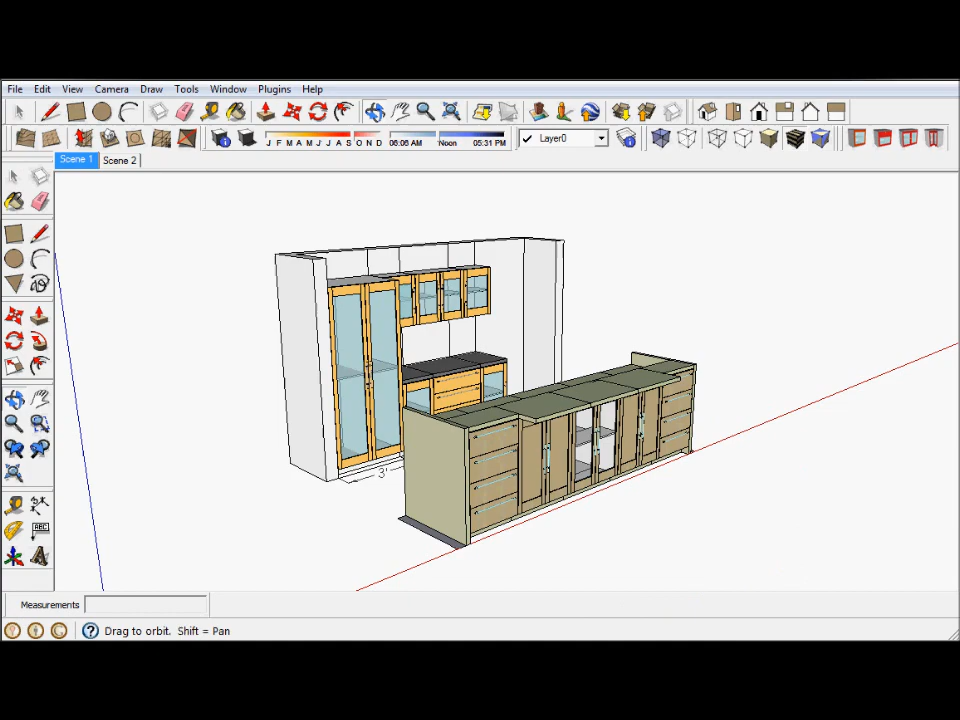 File Edit View Camera Draw Tools Window Plugins Help
J F M A M J J A S O N D 06:06 AM Noon 05:31 PM Layer0
Scene 1 Scene 2
3'
ABC
Measurements
Drag to orbit. Shift = Pan